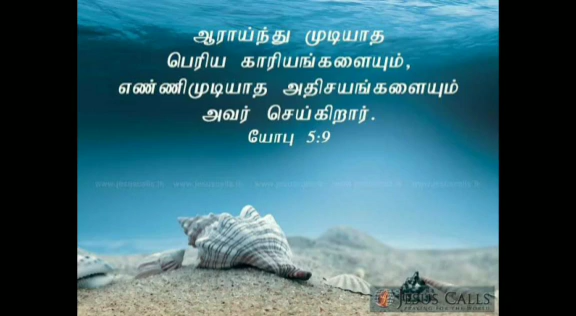 ஆராய்ந்து முடியாத
பெரிய காரியங்களையும்,
எண்ணிமுடியாத அதிசயங்களையும்
அவர் செய்கிறார்.
யோபு 5:9
JESUS CALLS